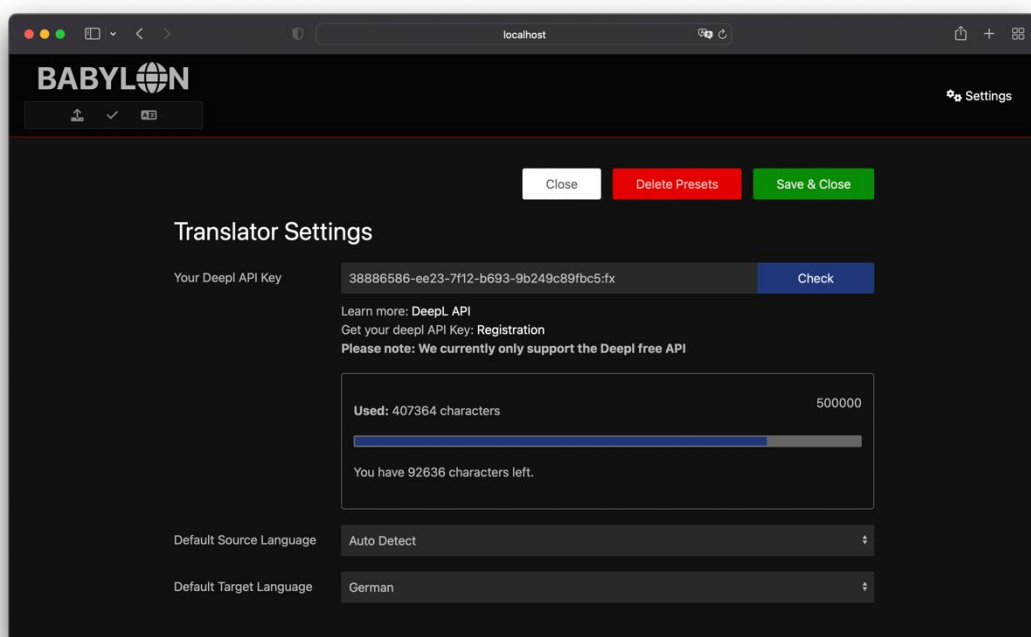 localhost
BABYLON
Settings
Close
Delete Presets
Save & Close
Translator Settings
Your Deepl API Key
38886586-ee23-7f12-b693-9b249c89fbc5:fx
Check
Learn more: DeepL API
Get your deepl API Key: Registration
Please note: We currently only support the Deepl free API
Used: 407364 characters
500000
You have 92636 characters left.
Default Source Language
Auto Detect
Default Target Language
German